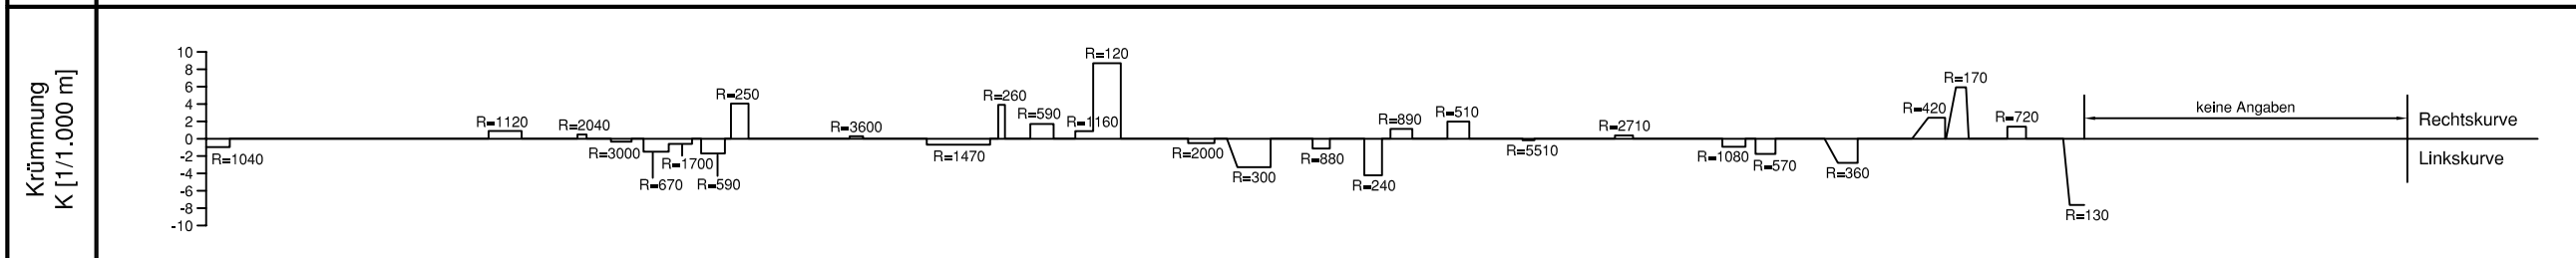 Krümmung
K [1/1.000 m]
10
8
6
4
2
0
-2
-4
-6
-8
-10
R=1040
R=1120
R=2040
R=3000
R=670
R=1700
R=590
R=250
R=3600
R=1470
R=260
R=590
R=1160
R=120
R=2000
R=300
R=880
R=240
R=890
R=510
R=5510
R=2710
R=1080
R=570
R=360
R=420
R=170
R=720
R=130
keine Angaben
Rechtskurve
Linkskurve